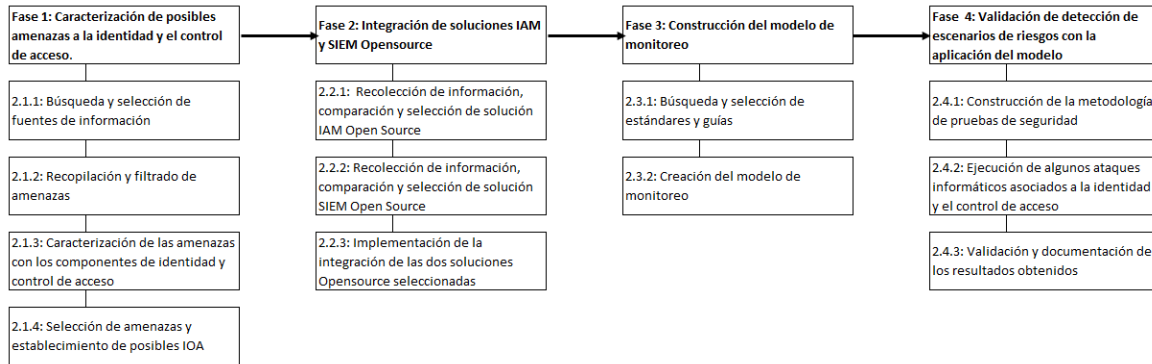 Fase 1: Caracterización de posibles
amenazas a la identidad y el control
de acceso.
2.1.1: Búsqueda y selección de
fuentes de información
2.1.2: Recopilación y filtrado de
amenazas
2.1.3: Caracterización de las amenazas
con los componentes de identidad y
control de acceso
2.1.4: Selección de amenazas y
establecimiento de posibles IOA
Fase 2: Integración de soluciones IAM
y SIEM Opensource
2.2.1:  Recolección de información,
comparación y selección de solución
IAM Open Source
2.2.2: Recolección de información,
comparación y selección de solución
SIEM Open Source
2.2.3: Implementación de la
integración de las dos soluciones
Opensource seleccionadas
Fase 3: Construcción del modelo de
monitoreo
2.3.1: Búsqueda y selección de
estándares y guías
2.3.2: Creación del modelo de
monitoreo
Fase  4: Validación de detección de
escenarios de riesgos con la
aplicación del modelo
2.4.1: Construcción de la metodología
de pruebas de seguridad
2.4.2: Ejecución de algunos ataques
informáticos asociados a la identidad
y el control de acceso
2.4.3: Validación y documentación de
los resultados obtenidos